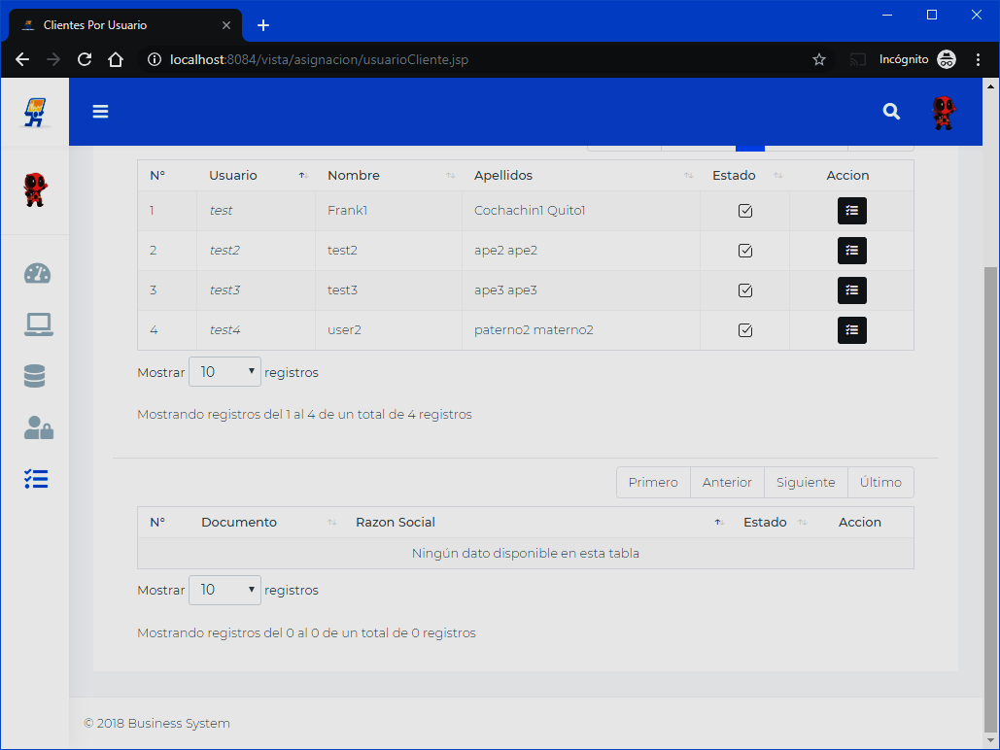 Clientes Por Usuario
localhost:8084/vista/asignacion/usuarioCliente.jsp
Incógnito
N° Usuario Nombre Apellidos Estado Accion
1 test Frank1 Cochachin1 Quito1
2 test2 test2 ape2 ape2
3 test3 test3 ape3 ape3
4 test4 user2 paterno2 materno2
Mostrar 10 registros
Mostrando registros del 1 al 4 de un total de 4 registros
Primero Anterior Siguiente Último
N° Documento Razon Social Estado Accion
Ningún dato disponible en esta tabla
Mostrar 10 registros
Mostrando registros del 0 al 0 de un total de 0 registros
© 2018 Business System